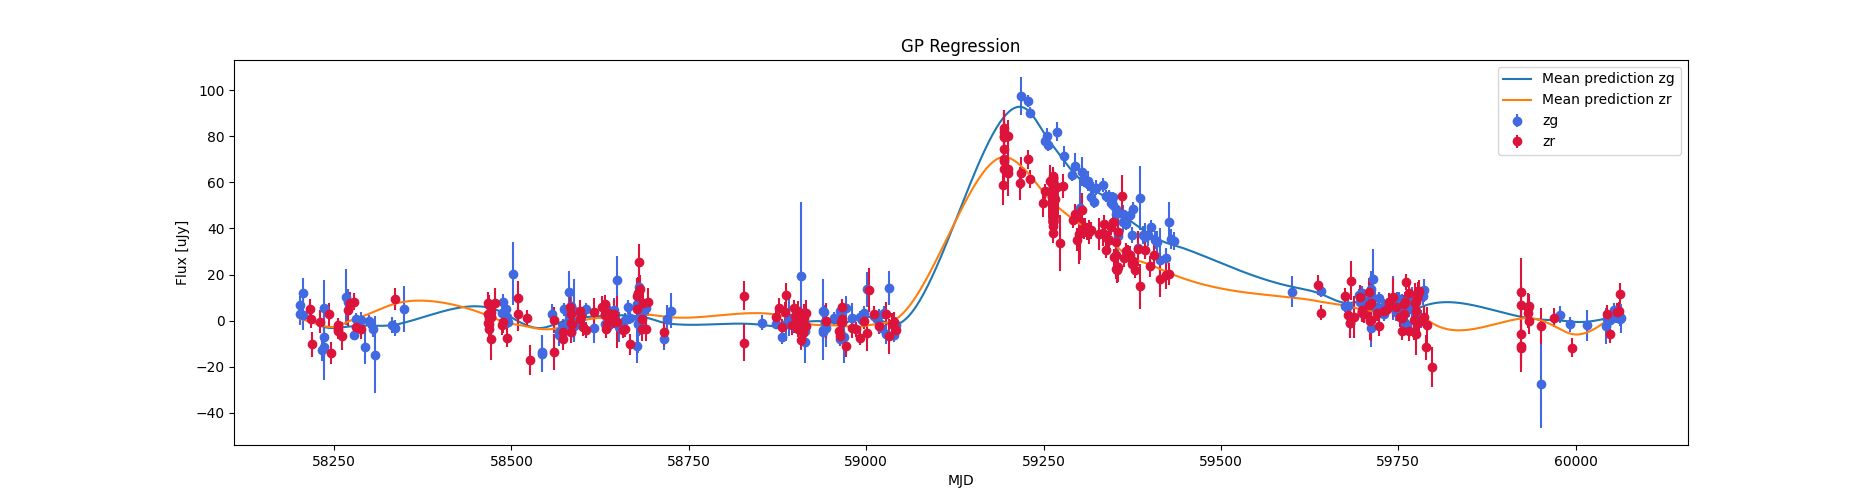 GP Regression
Mean prediction zg
Mean prediction zr
zg
zr
Flux [uJy]
100
80
60
40
20
0
−20
−40
58250 58500 58750 59000 59250 59500 59750 60000
MJD